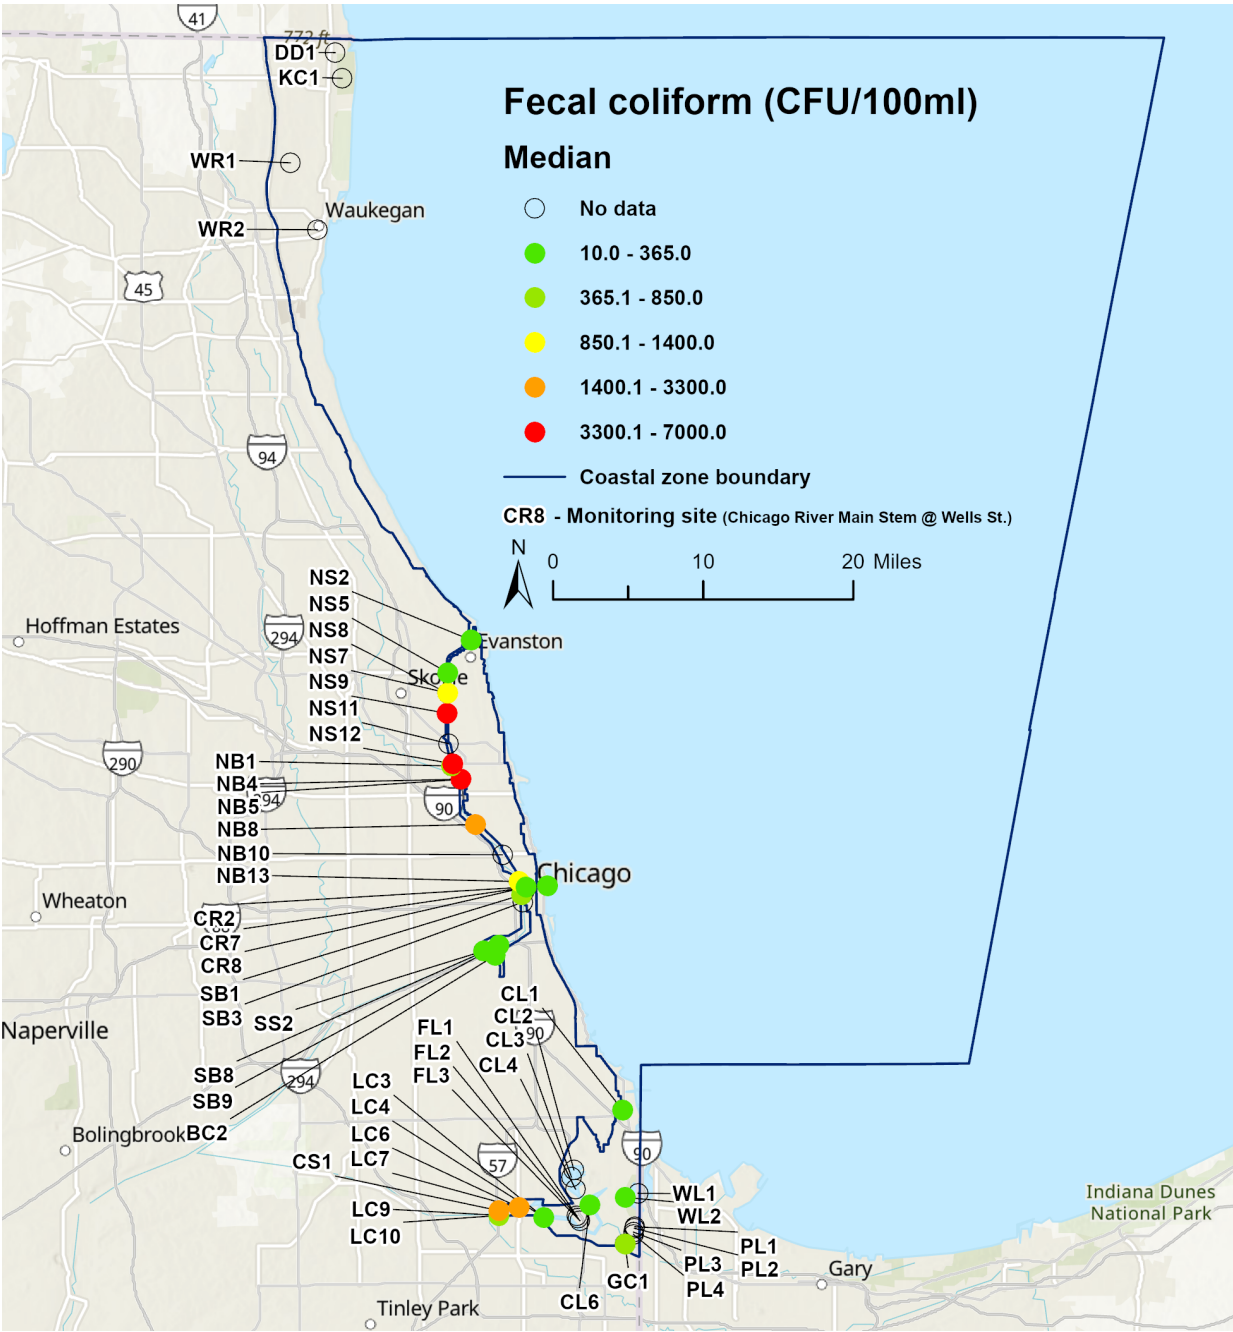 41
772 ft
DD1
KC1
Fecal coliform (CFU/100ml)
Median
WR1
No data
Waukegan
WR2
10.0 - 365.0
45
365.1 - 850.0
850.1 - 1400.0
1400.1 - 3300.0
3300.1 - 7000.0
94
Coastal zone boundary
CR8 - Monitoring site (Chicago River Main Stem @ Wells St.)
N
0 10 20 Miles
NS2
NS5
Hoffman Estates
294
NS8
Evanston
NS7
Skokie
NS9
NS11
NS12
290
NB1
NB4
294
NB5
90
NB8
NB10
NB13
Chicago
Wheaton
CR2
CR7
CR8
SB1
SB3
SS2
CL1
CL2
Naperville
FL1
CL3
90
FL2
CL4
SB8
294
LC3
FL3
SB9
LC4
BC2
Bolingbrook
LC6
90
CS1
LC7
57
WL1
Indiana Dunes
National Park
LC9
WL2
LC10
PL1
PL3
PL2
Gary
GC1
PL4
CL6
Tinley Park